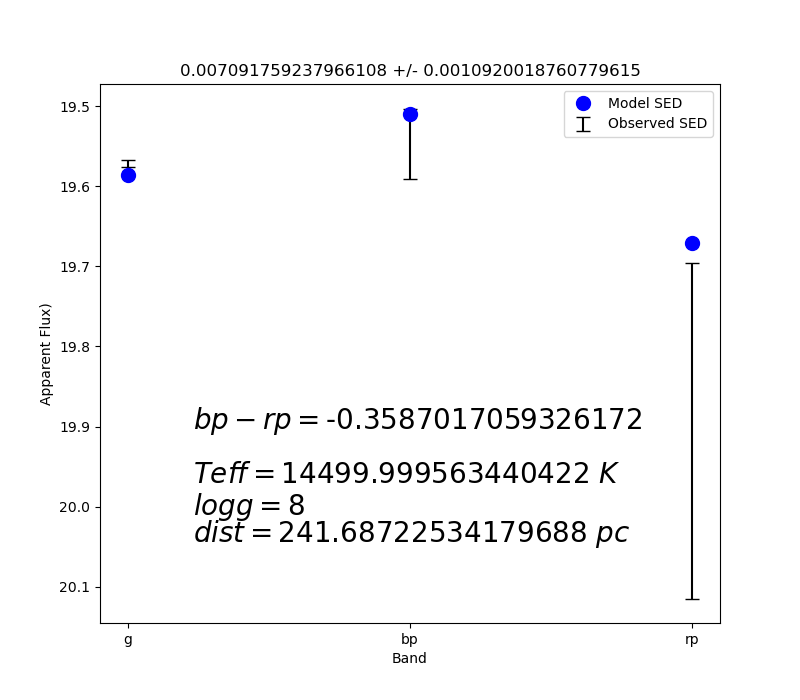 0.0070917592379661​08 +/- 0.0010920018760779615
Model SED
Observed SED
19.5
19.6
19.7
19.8
19.9
20.0
20.1
Apparent Flux)
bp − rp = -0.3587017059326172
Teff = 14499.999563440422 K
logg = 8
dist = 241.68722534179688 pc
g
bp
rp
Band